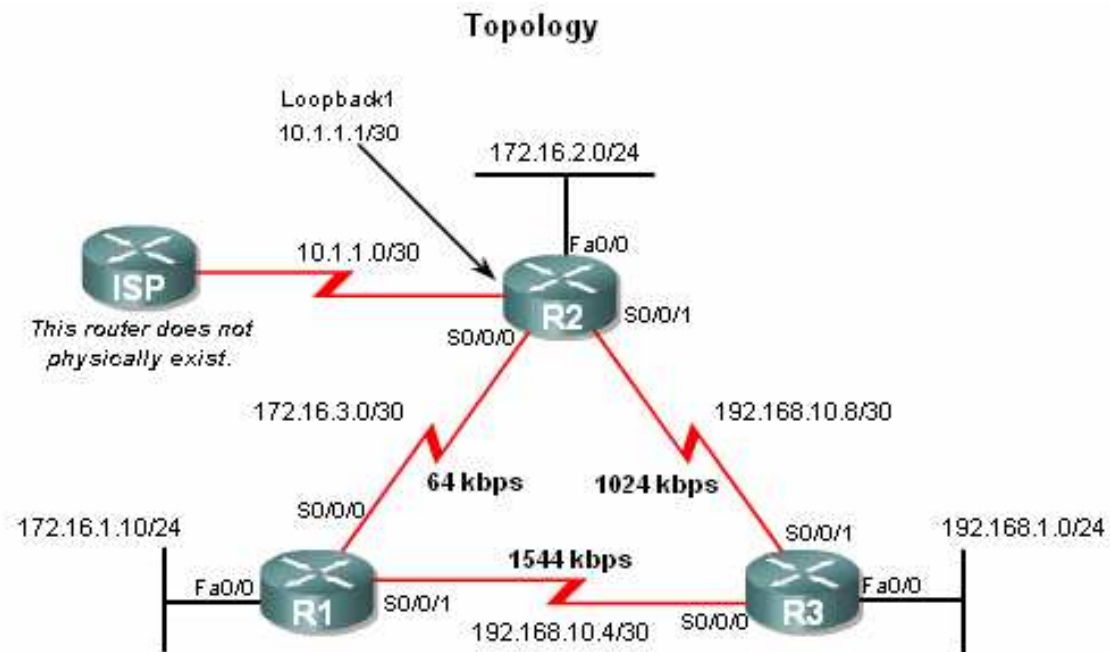 Topology
Loopback1
10.1.1.1/30
172.16.2.0/24
10.1.1.0/30
Fa0/0
ISP
R2
S0/0/1
This router does not
physically exist.
S0/0/0
172.16.3.0/30
192.168.10.8/30
64 kbps
1024 kbps
172.16.1.10/24
S0/0/0
S0/0/1
192.168.1.0/24
1544 kbps
Fa0/0
R1
S0/0/1
192.168.10.4/30
S0/0/0
R3
Fa0/0